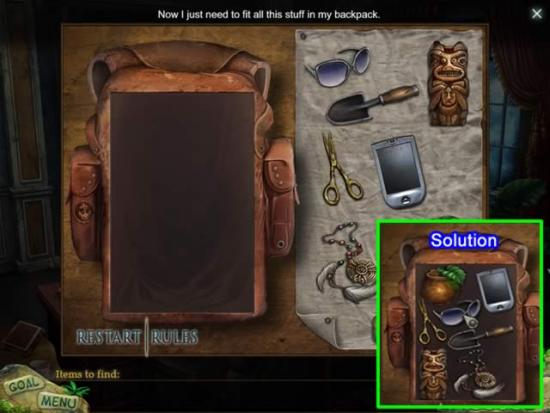 Now I just need to fit all this stuff in my backpack.
Solution
RESTART RULES
Items to find:
GOAL
MENU